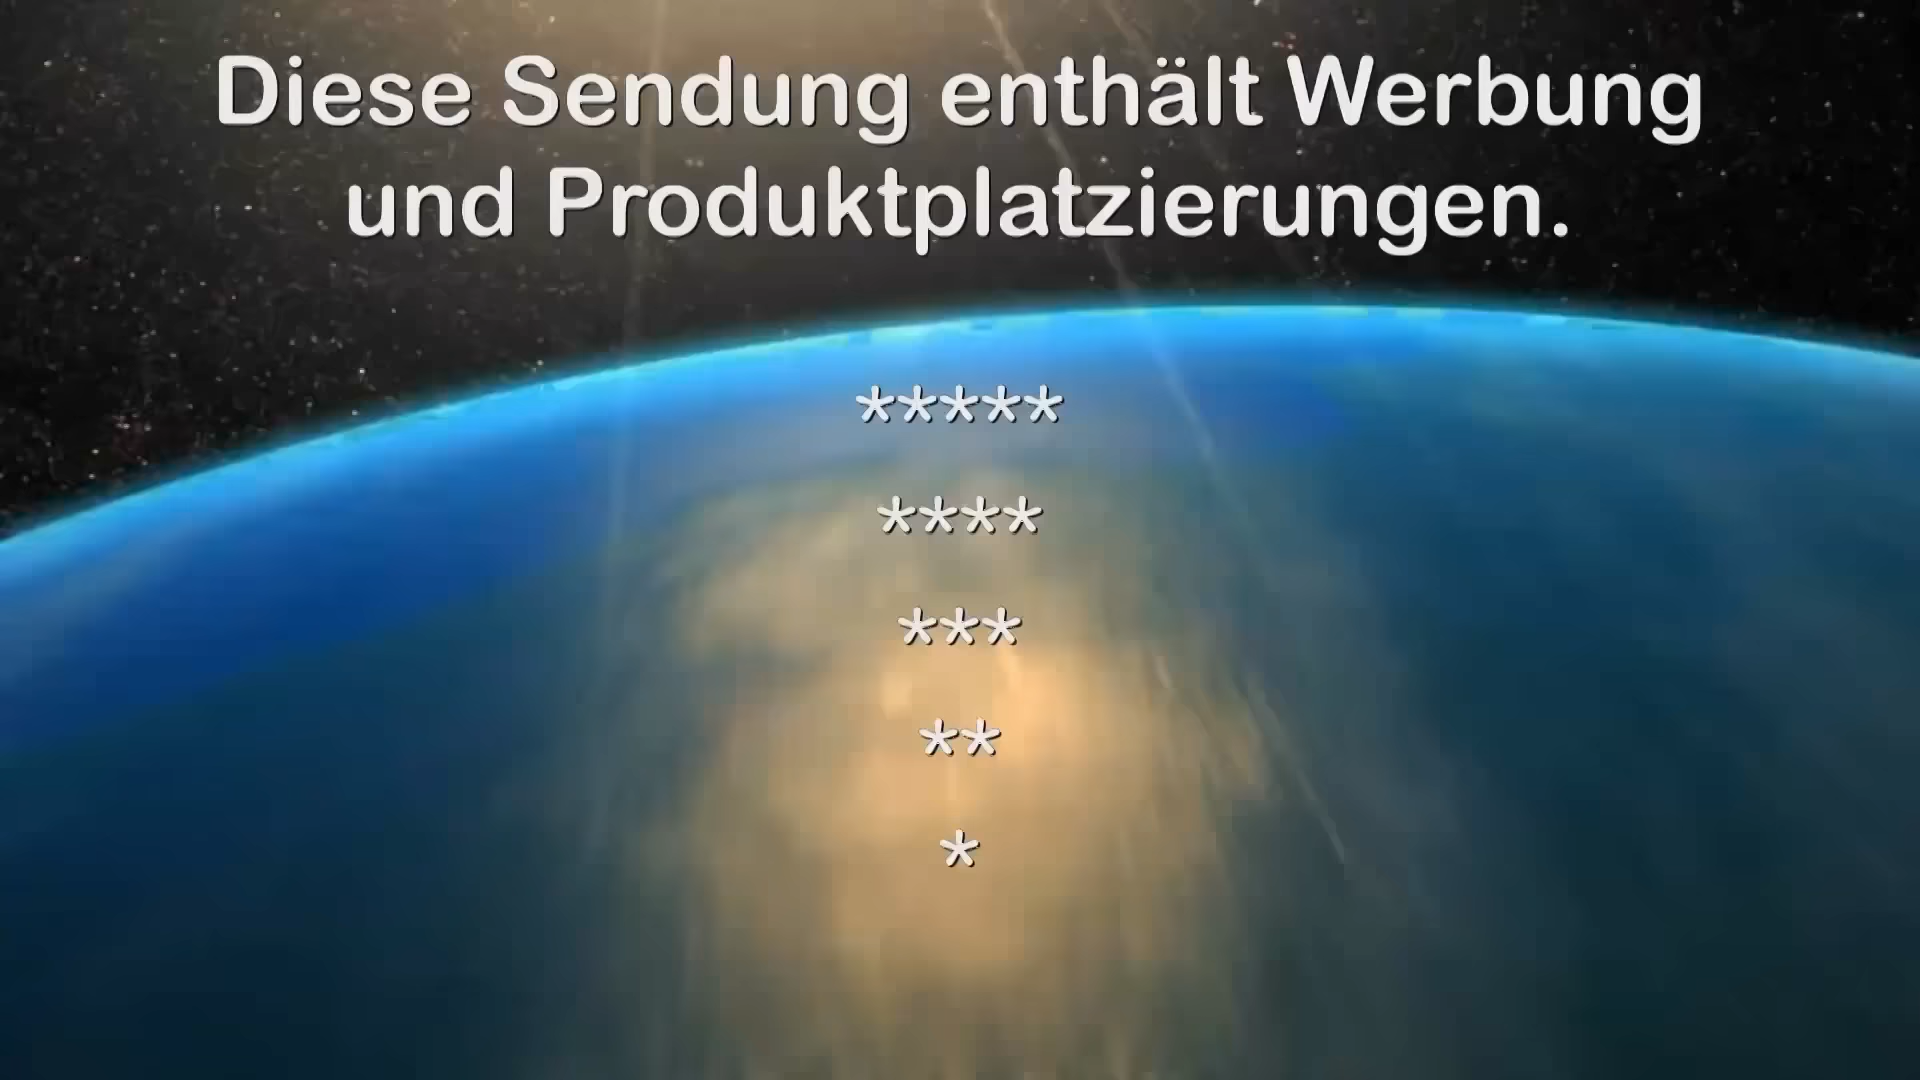 Diese Sendung enthält Werbung
und Produktplatzierungen.
*****
****
***
**
*